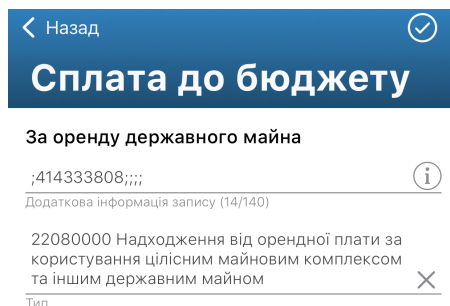 Назад
Сплата до бюджету
За оренду державного майна
;414333808;;;;
Додаткова інформація запису (14/140)
22080000 Надходження від орендної плати за
користування цілісним майновим комплексом
та іншим державним майном
Тип